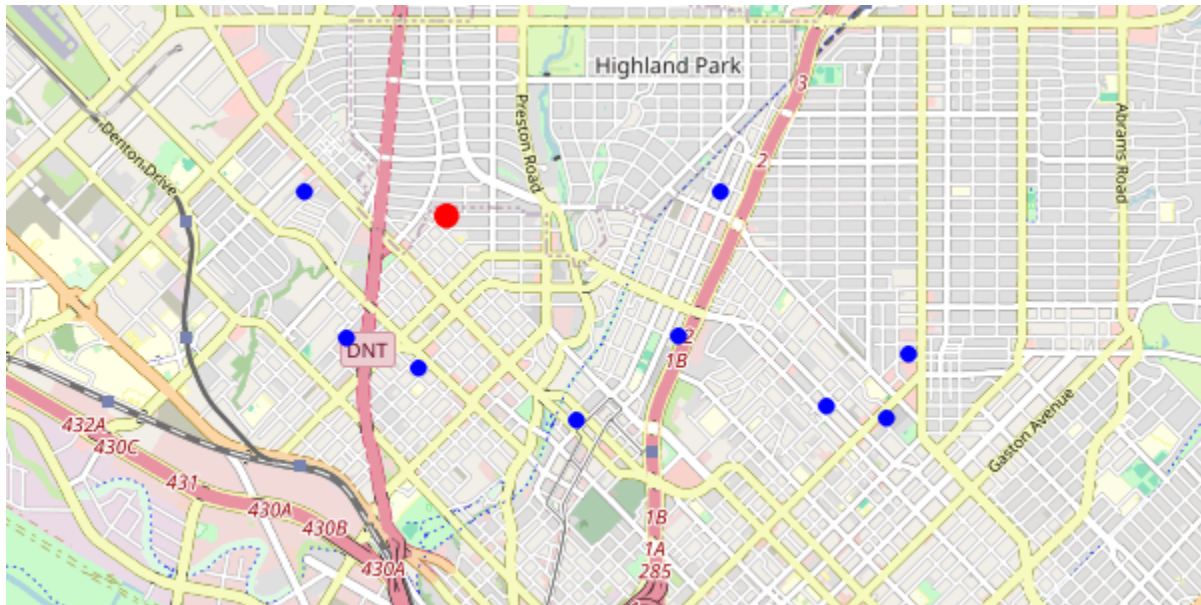 Highland Park
3
Preston Road
Abrams Road
Denton Drive
2
2
DNT
1B
Gaston Avenue
432A
430C
431
430A
430B
1B
430A
1A
285